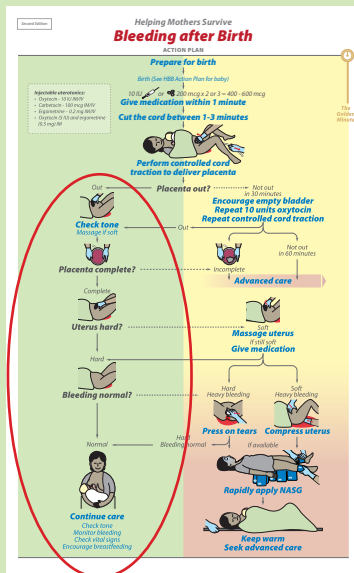 Second Edition
Helping Mothers Survive
Bleeding after Birth
ACTION PLAN
Prepare for birth
Birth (See HBB Action Plan for baby)
Injectable uterotonics:
• Oxytocin - 10 IU IM/IV
• Carbetocin - 100 mcg IM/IV
• Ergometrine - 0.2 mg IM/IV
• Oxytocin (5 IU) and ergometrine
(0.5 mg) IM
10 IU or 200 mcg x 2 or 3 = 400 - 600 mcg
Give medication within 1 minute
Cut the cord between 1-3 minutes
The
Golden
Minute
Perform controlled cord
traction to deliver placenta
Out
Placenta out?
Not out
in 30 minutes
Encourage empty bladder
Repeat 10 units oxytocin
Repeat controlled cord traction
Check tone
Massage if soft
Out
Not out
in 60 minutes
Placenta complete?
Incomplete
Advanced care
Complete
Uterus hard?
Soft
Massage uterus
If still soft
Give medication
Hard
Bleeding normal?
Hard
Heavy bleeding
Soft
Heavy bleeding
Press on tears
Compress uterus
Normal
Hard
Bleeding normal
If available
Rapidly apply NASG
Continue care
Check tone
Monitor bleeding
Check vital signs
Encourage breastfeeding
Keep warm
Seek advanced care